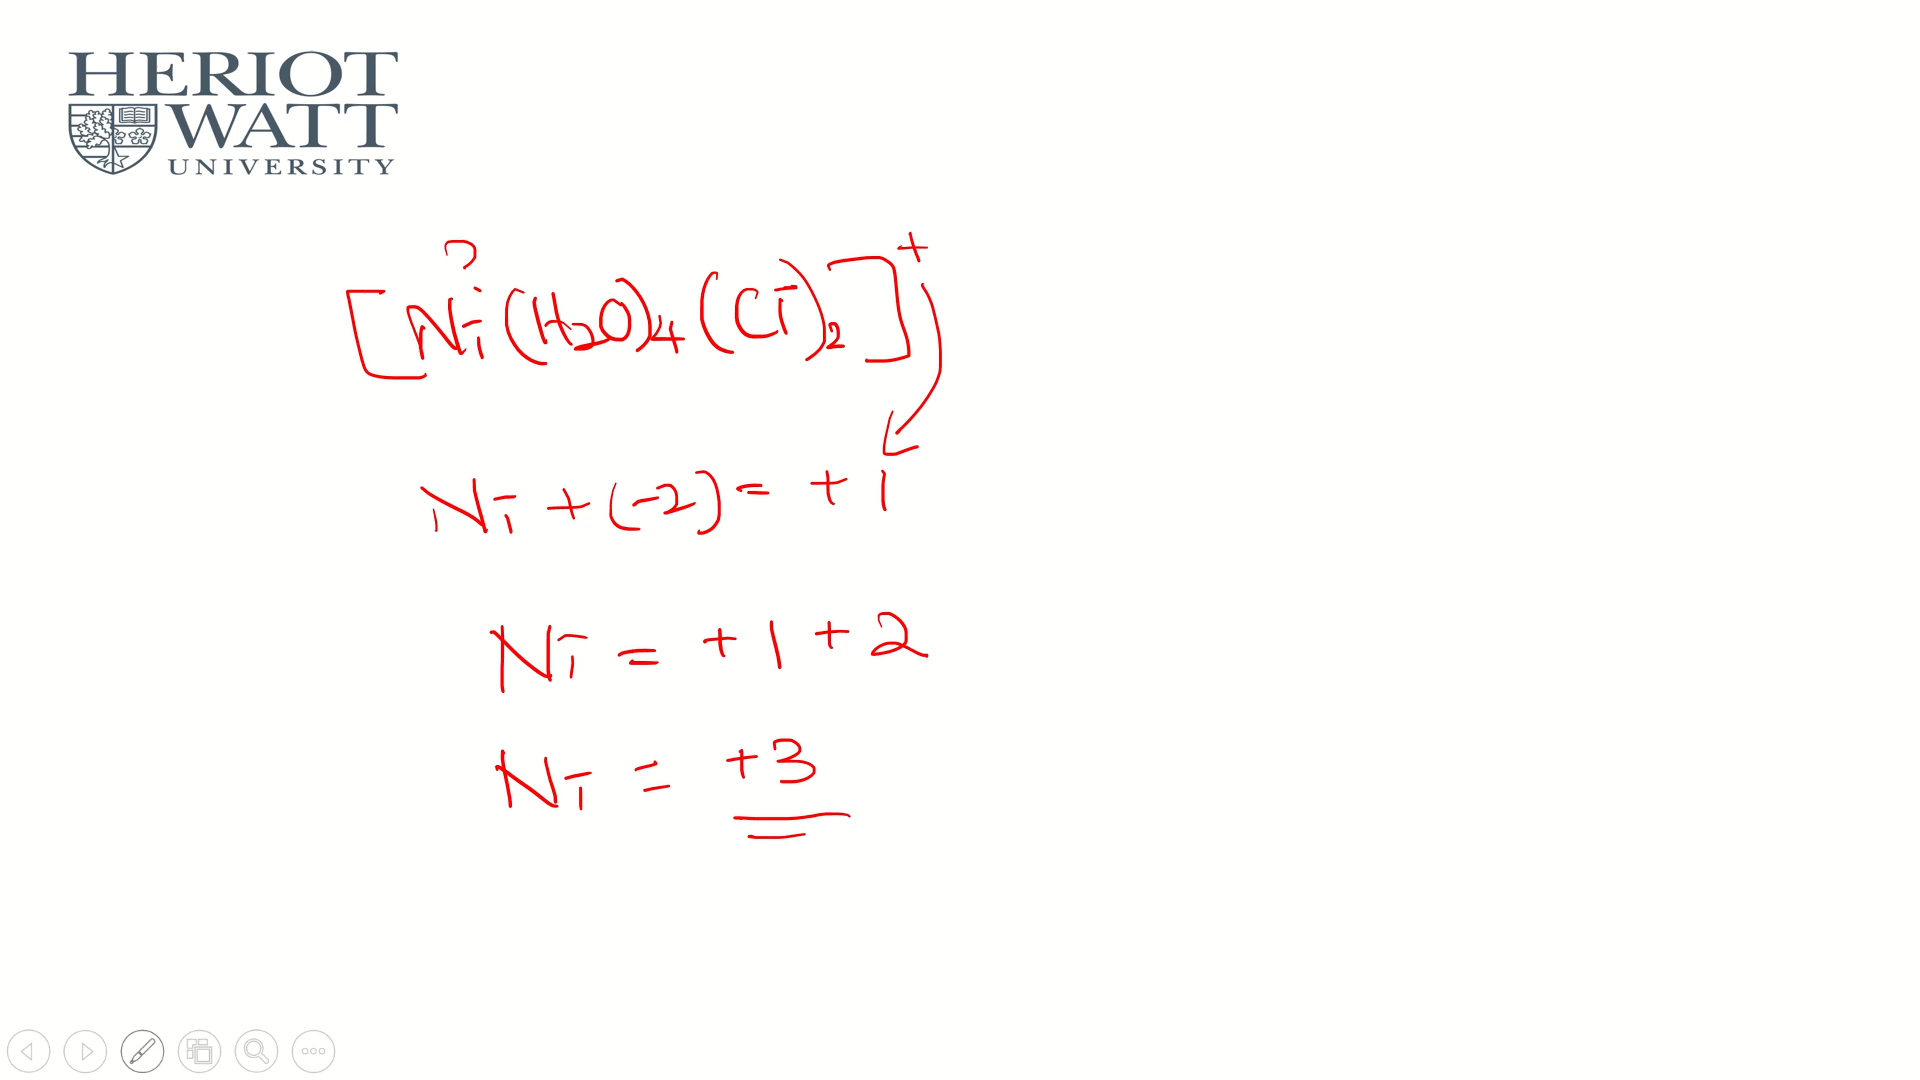 HERIOT
WATT
UNIVERSITY
?
[Ni(H₂O)₄(Cl⁻)₂]⁺
Ni + (-2) = + 1
Ni = + 1 + 2
Ni = +3